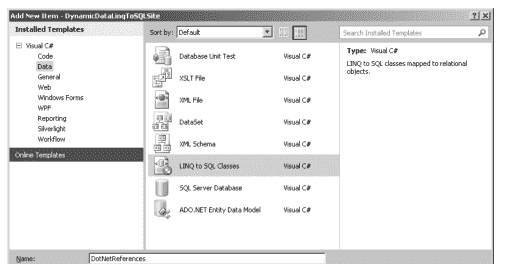 Add New Item - DynamicDataLinqToSQLSite
Installed Templates
Sort by: Default
Search Installed Templates
Visual C#
Code
Data
General
Web
Windows Forms
WPF
Reporting
Silverlight
Workflow
Online Templates
Database Unit Test Visual C#
XSLT File Visual C#
XML File Visual C#
DataSet Visual C#
XML Schema Visual C#
LINQ to SQL Classes Visual C#
SQL Server Database Visual C#
ADO.NET Entity Data Model Visual C#
Type: Visual C#
LINQ to SQL classes mapped to relational
objects.
Name: DotNetReferences